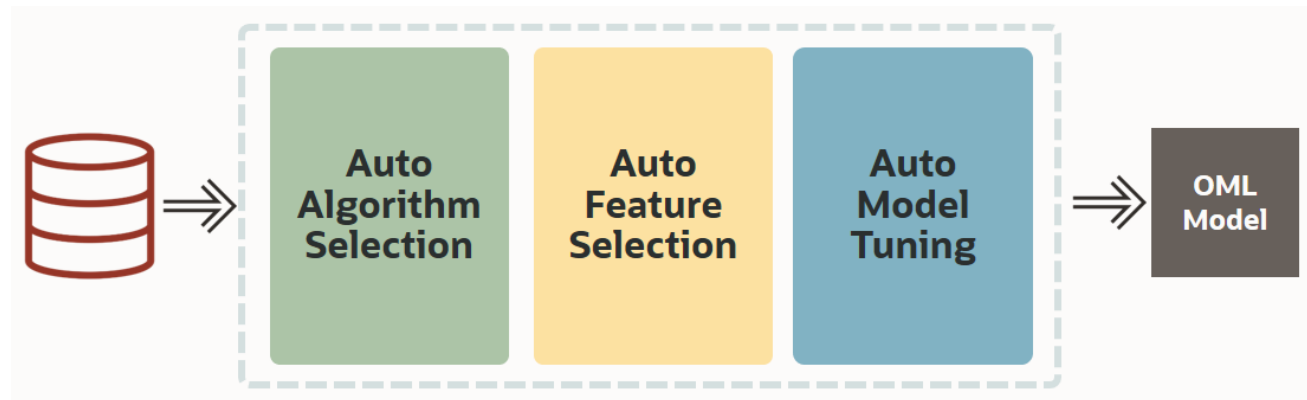 Auto
Algorithm
Selection
Auto
Feature
Selection
Auto
Model
Tuning
OML
Model